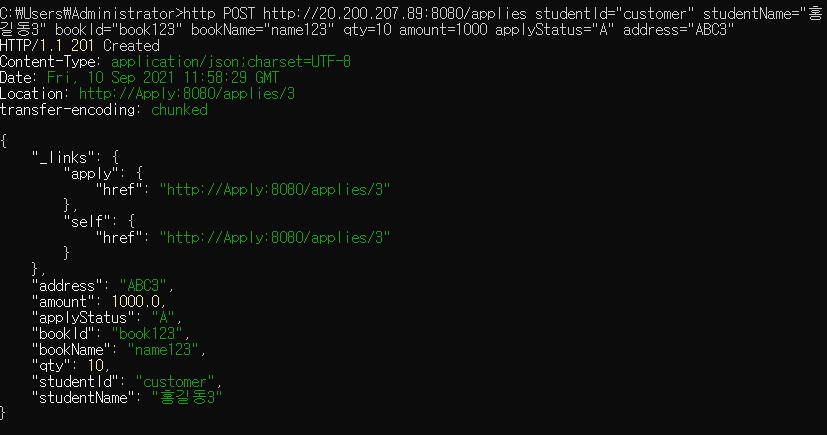 C:₩Users₩Administrator>http POST http://20.200.207.89:8080/applies studentId="customer" studentName="홍
길동3" bookId="book123" bookName="name123" qty=10 amount=1000 applyStatus="A" address="ABC3"
HTTP/1.1 201 Created
Content-Type: application/json;charset=UTF-8
Date: Fri, 10 Sep 2021 11:58:29 GMT
Location: http://Apply:8080/applies/3
transfer-encoding: chunked
{
    "_links": {
        "apply": {
            "href": "http://Apply:8080/applies/3"
        },
        "self": {
            "href": "http://Apply:8080/applies/3"
        }
    },
    "address": "ABC3",
    "amount": 1000.0,
    "applyStatus": "A",
    "bookId": "book123",
    "bookName": "name123",
    "qty": 10,
    "studentId": "customer",
    "studentName": "홍길동3"
}